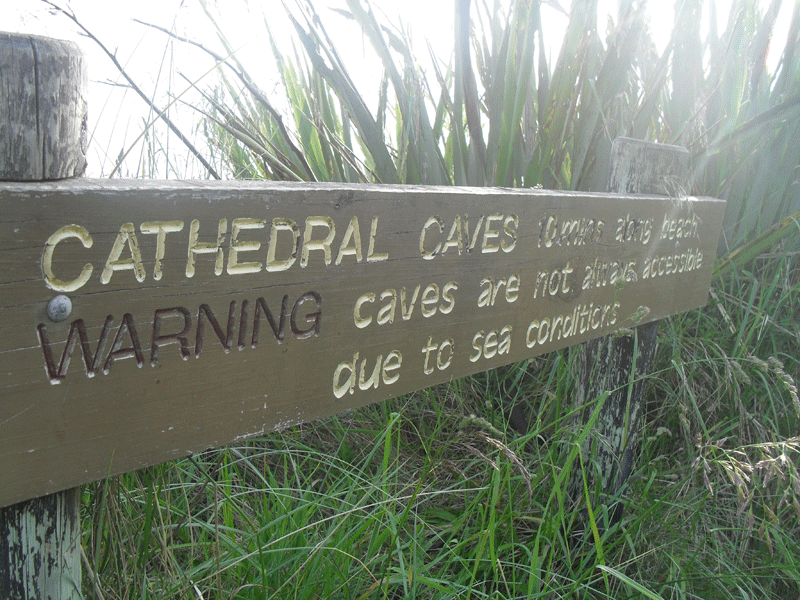 CATHEDRAL CAVES 10mins along beach,
WARNING caves are not always accessible
due to sea conditions